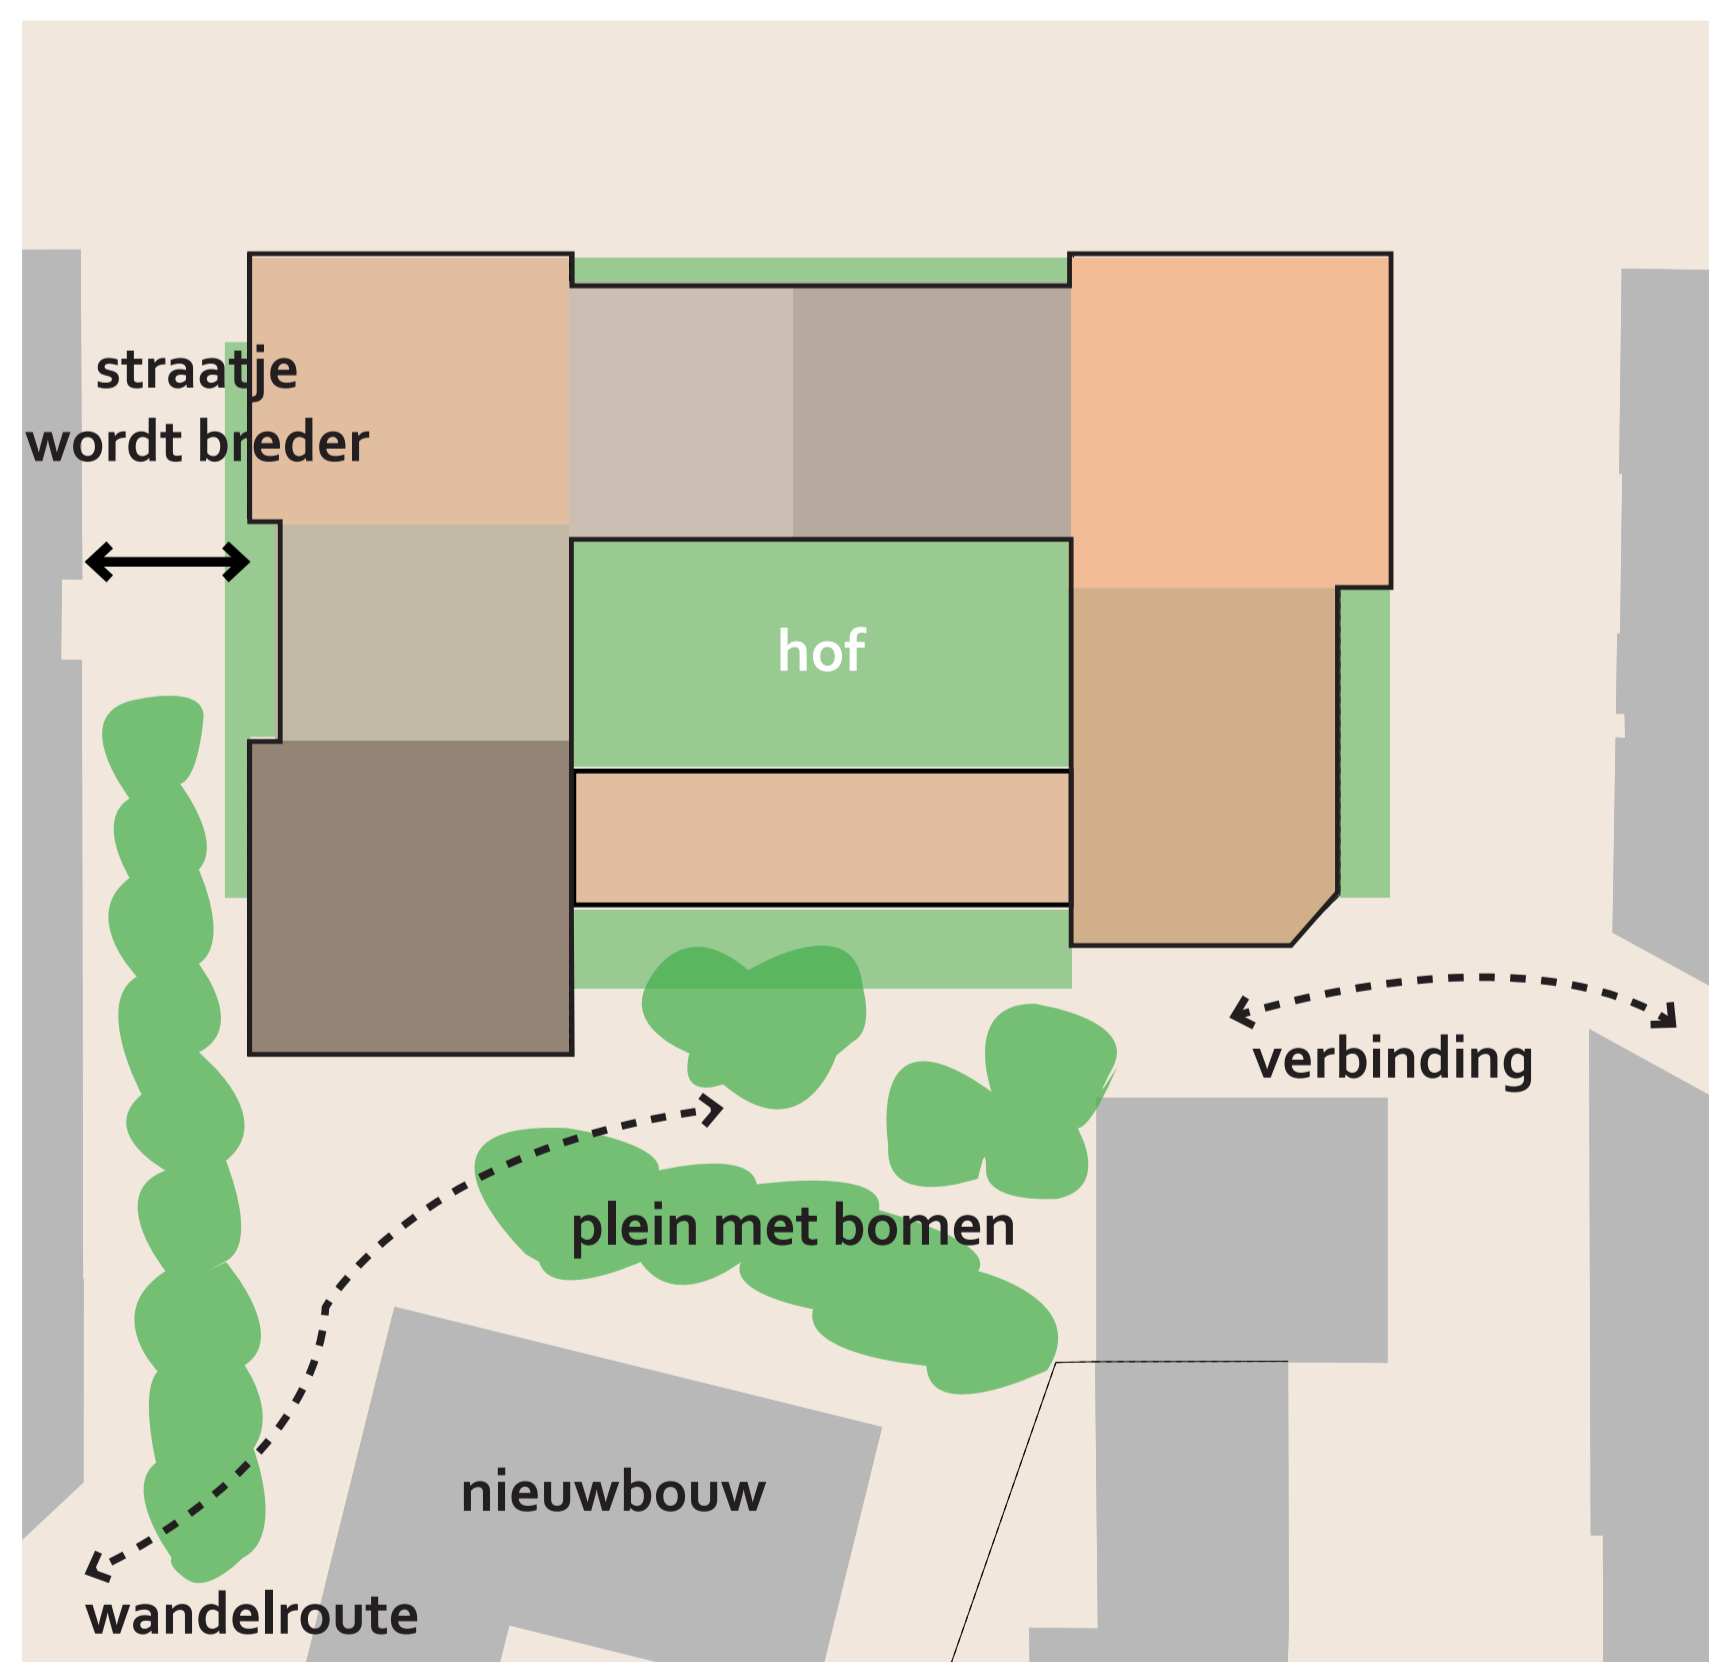 straatje
wordt breder
hof
verbinding
plein met bomen
nieuwbouw
wandelroute